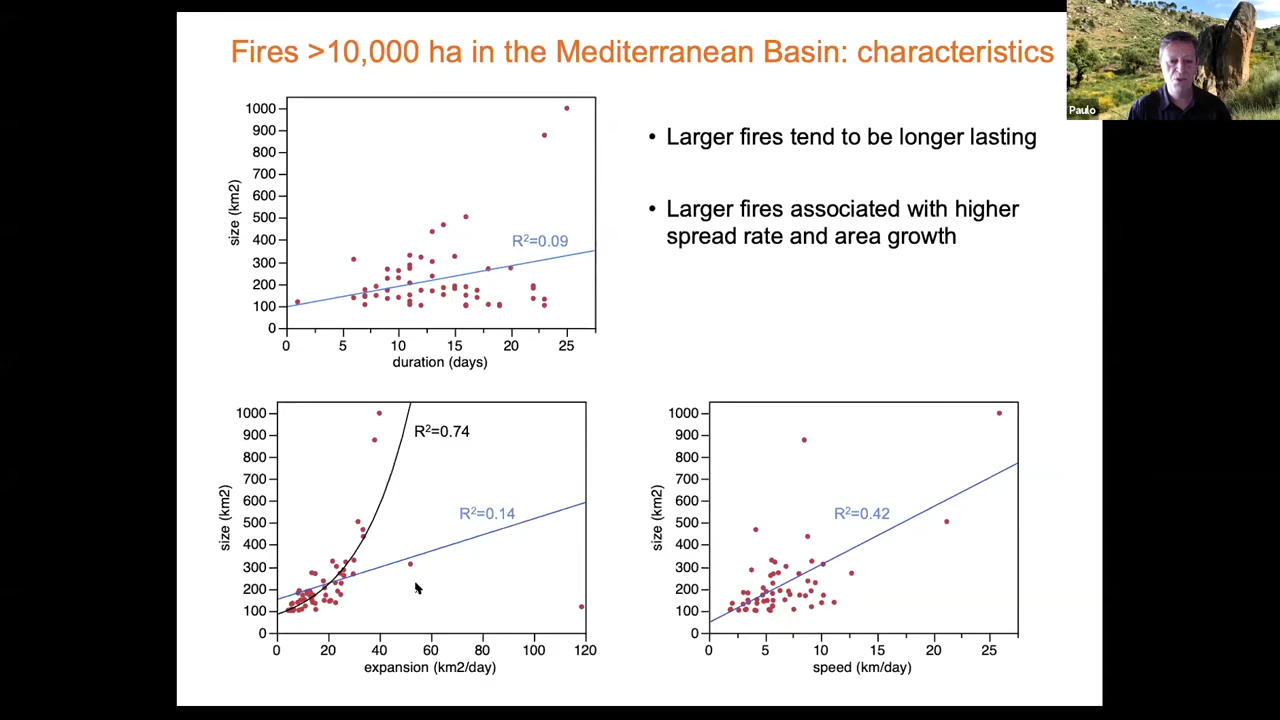 Fires >10,000 ha in the Mediterranean Basin: characteristics
Paulo
1000
900
800
700
600
500
400
300
200
100
0
size (km2)
R²=0.09
0 5 10 15 20 25
duration (days)
• Larger fires tend to be longer lasting
• Larger fires associated with higher
spread rate and area growth
1000
900
800
700
600
500
400
300
200
100
0
size (km2)
R²=0.74
R²=0.14
0 20 40 60 80 100 120
expansion (km2/day)
1000
900
800
700
600
500
400
300
200
100
0
size (km2)
R²=0.42
0 5 10 15 20 25
speed (km/day)